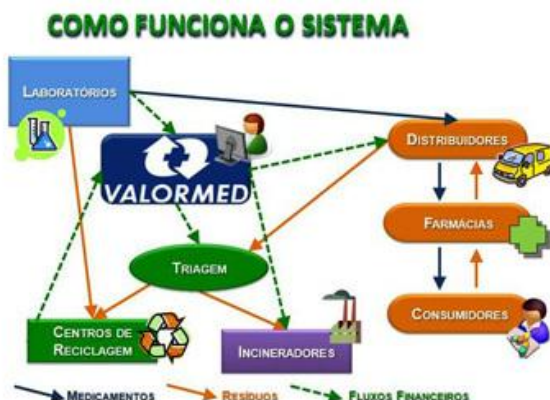 COMO FUNCIONA O SISTEMA
LABORATÓRIOS
VALORMED
DISTRIBUIDORES
FARMÁCIAS
TRIAGEM
CONSUMIDORES
CENTROS DE
RECICLAGEM
INCINERADORES
MEDICAMENTOS
RESÍDUOS
FLUXOS FINANCEIROS